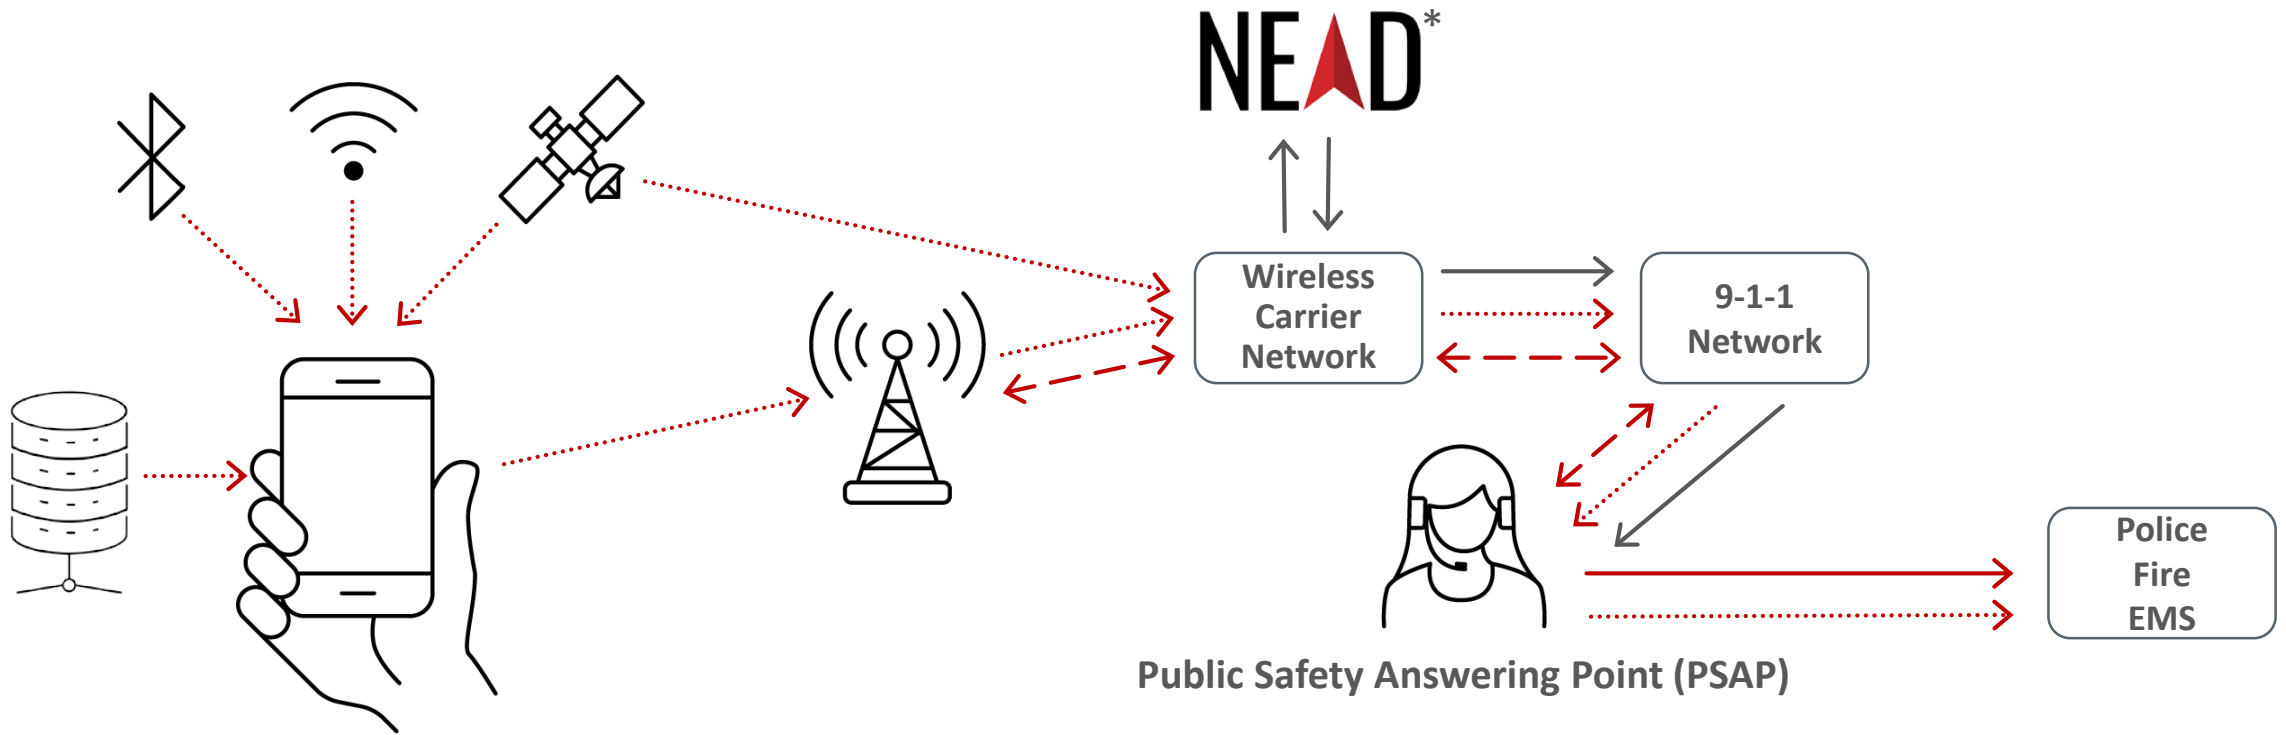 NEAD*
Wireless
Carrier
Network
9-1-1
Network
Police
Fire
EMS
Public Safety Answering Point (PSAP)